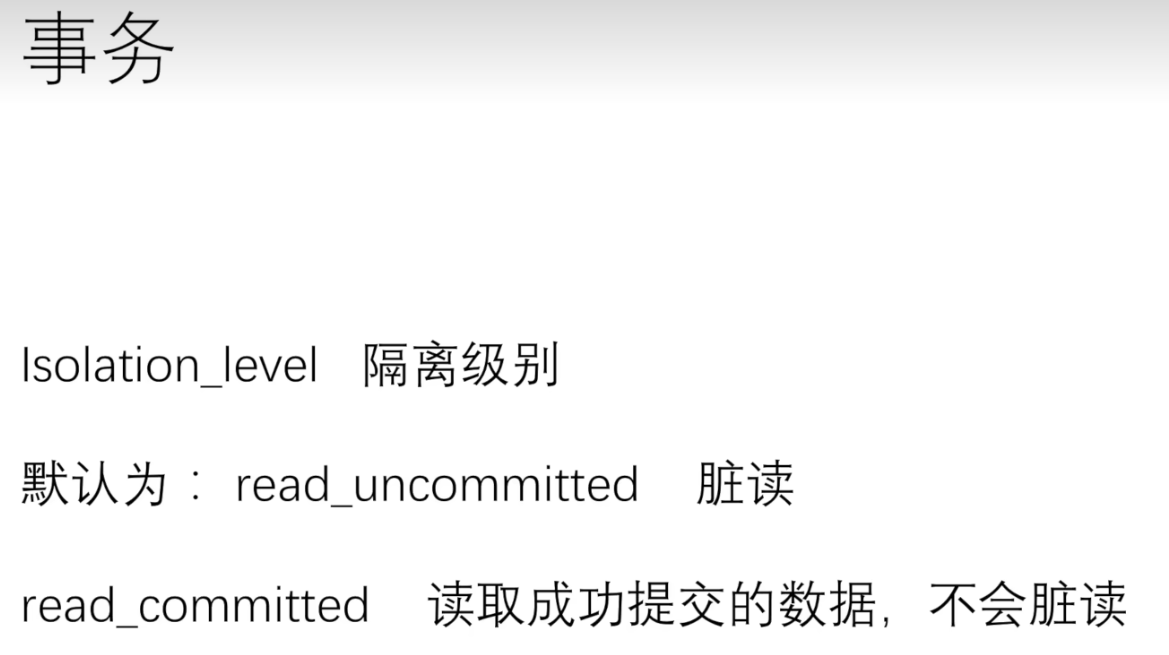 事务
Isolation_level 隔离级别
默认为：read_uncommitted 脏读
read_committed 读取成功提交的数据，不会脏读